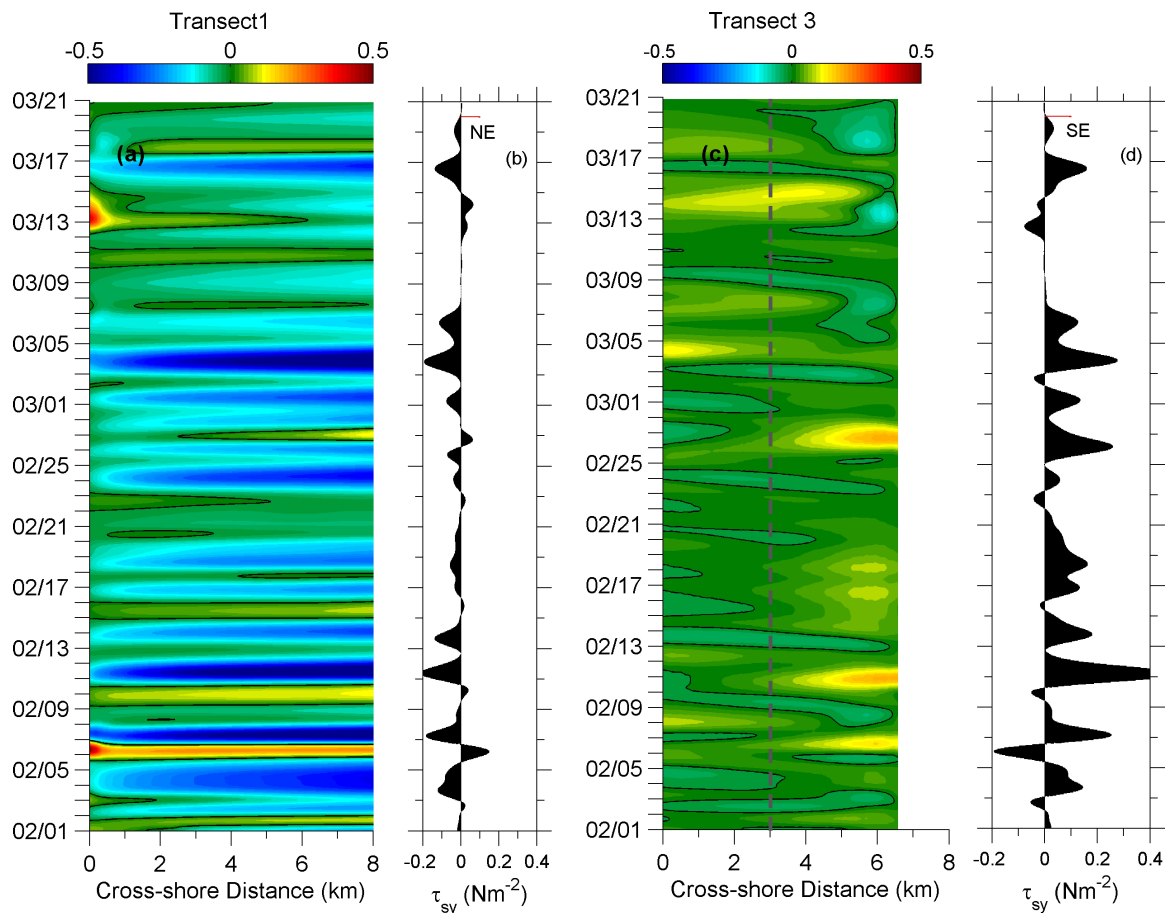 Transect1
-0.5 0 0.5
03/21
03/17
03/13
03/09
03/05
03/01
02/25
02/21
02/17
02/13
02/09
02/05
02/01
(a)
0 2 4 6 8
Cross-shore Distance (km)
NE
(b)
-0.2 0 0.2 0.4
τsy (Nm-2)
Transect 3
-0.5 0 0.5
03/21
03/17
03/13
03/09
03/05
03/01
02/25
02/21
02/17
02/13
02/09
02/05
02/01
(c)
0 2 4 6 8
Cross-shore Distance (km)
SE
(d)
-0.2 0 0.2 0.4
τsy (Nm-2)